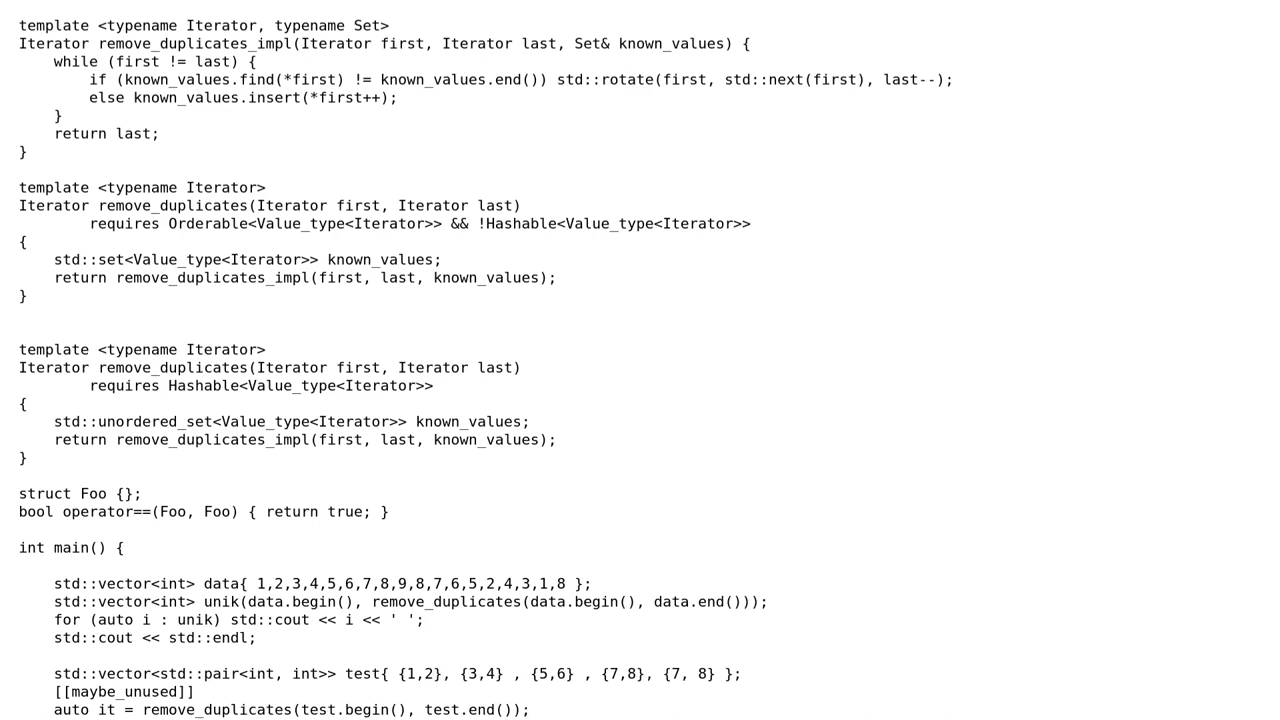 template <typename Iterator, typename Set>
Iterator remove_duplicates_impl(Iterator first, Iterator last, Set& known_values) {
    while (first != last) {
        if (known_values.find(*first) != known_values.end()) std::rotate(first, std::next(first), last--);
        else known_values.insert(*first++);
    }
    return last;
}

template <typename Iterator>
Iterator remove_duplicates(Iterator first, Iterator last)
        requires Orderable<Value_type<Iterator>> && !Hashable<Value_type<Iterator>>
{
    std::set<Value_type<Iterator>> known_values;
    return remove_duplicates_impl(first, last, known_values);
}


template <typename Iterator>
Iterator remove_duplicates(Iterator first, Iterator last)
        requires Hashable<Value_type<Iterator>>
{
    std::unordered_set<Value_type<Iterator>> known_values;
    return remove_duplicates_impl(first, last, known_values);
}

struct Foo {};
bool operator==(Foo, Foo) { return true; }

int main() {

    std::vector<int> data{ 1,2,3,4,5,6,7,8,9,8,7,6,5,2,4,3,1,8 };
    std::vector<int> unik(data.begin(), remove_duplicates(data.begin(), data.end()));
    for (auto i : unik) std::cout << i << ' ';
    std::cout << std::endl;

    std::vector<std::pair<int, int>> test{ {1,2}, {3,4} , {5,6} , {7,8}, {7, 8} };
    [[maybe_unused]]
    auto it = remove_duplicates(test.begin(), test.end());